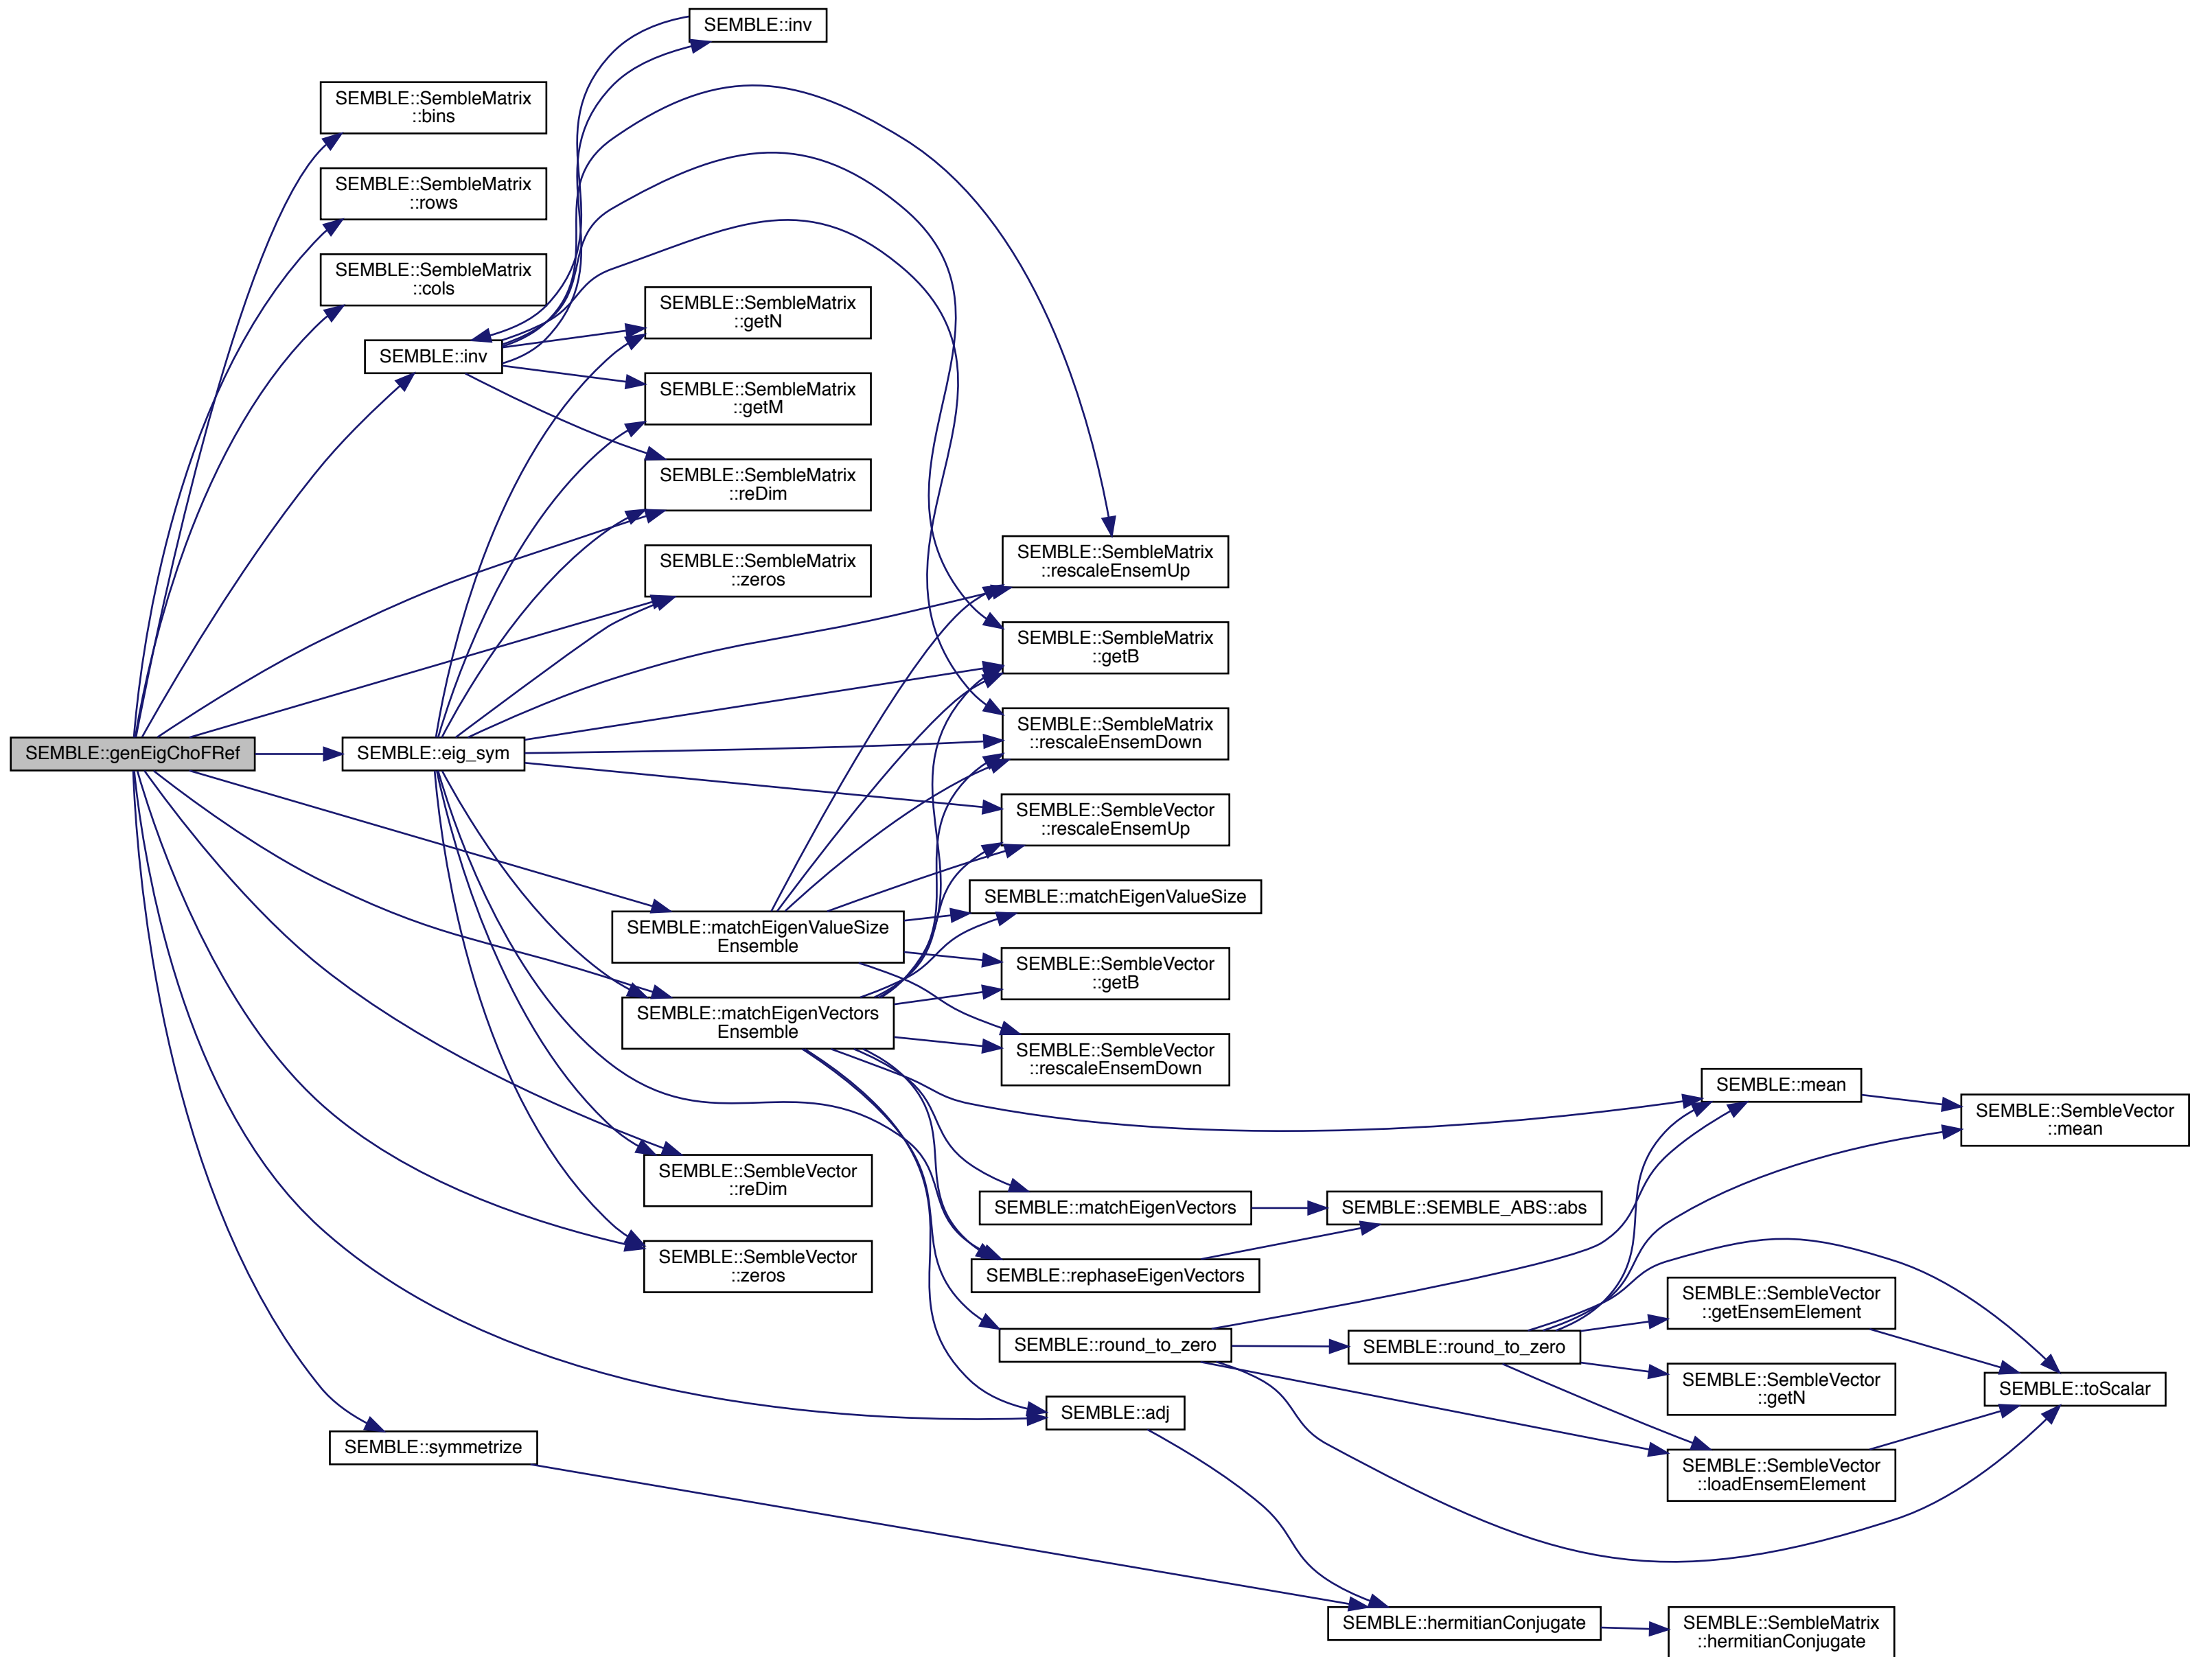 SEMBLE::inv
SEMBLE::SembleMatrix
::bins
SEMBLE::SembleMatrix
::rows
SEMBLE::SembleMatrix
::cols
SEMBLE::SembleMatrix
::getN
SEMBLE::inv
SEMBLE::SembleMatrix
::getM
SEMBLE::SembleMatrix
::reDim
SEMBLE::SembleMatrix
::zeros
SEMBLE::SembleMatrix
::rescaleEnsemUp
SEMBLE::SembleMatrix
::getB
SEMBLE::genEigChoFRef
SEMBLE::eig_sym
SEMBLE::SembleMatrix
::rescaleEnsemDown
SEMBLE::SembleVector
::rescaleEnsemUp
SEMBLE::matchEigenValueSize
SEMBLE::matchEigenValueSize
Ensemble
SEMBLE::SembleVector
::getB
SEMBLE::matchEigenVectors
Ensemble
SEMBLE::SembleVector
::rescaleEnsemDown
SEMBLE::mean
SEMBLE::SembleVector
::mean
SEMBLE::SembleVector
::reDim
SEMBLE::matchEigenVectors
SEMBLE::SEMBLE_ABS::abs
SEMBLE::SembleVector
::zeros
SEMBLE::rephaseEigenVectors
SEMBLE::SembleVector
::getEnsemElement
SEMBLE::round_to_zero
SEMBLE::round_to_zero
SEMBLE::SembleVector
::getN
SEMBLE::toScalar
SEMBLE::adj
SEMBLE::symmetrize
SEMBLE::SembleVector
::loadEnsemElement
SEMBLE::hermitianConjugate
SEMBLE::SembleMatrix
::hermitianConjugate